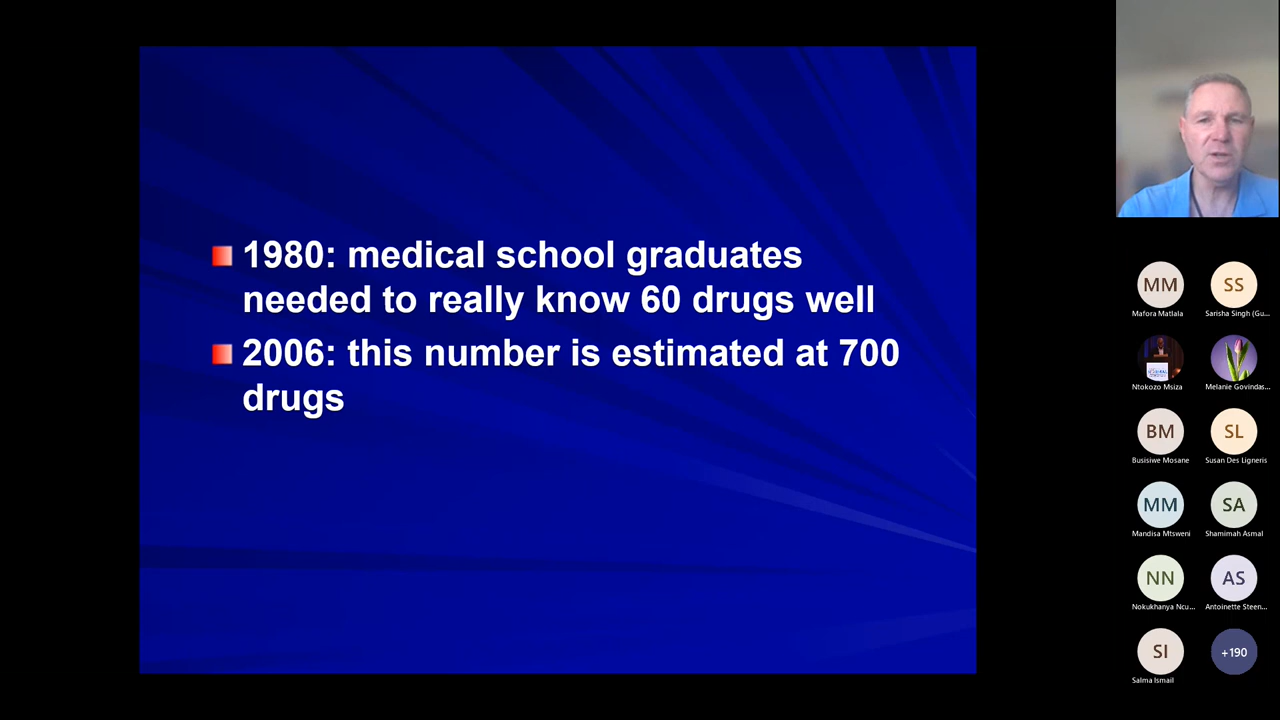 1980: medical school graduates
needed to really know 60 drugs well
2006: this number is estimated at 700
drugs
MM
SS
Mafora Matlala
Sarisha Singh (Gu...
Ntokozo Msiza
Melanie Govindas...
BM
SL
Busisiwe Mosane
Susan Des Ligneris
MM
SA
Mandisa Mtsweni
Shamimah Asmal
NN
AS
Nokukhanya Ncu...
Antoinette Steen...
SI
+190
Salma Ismail